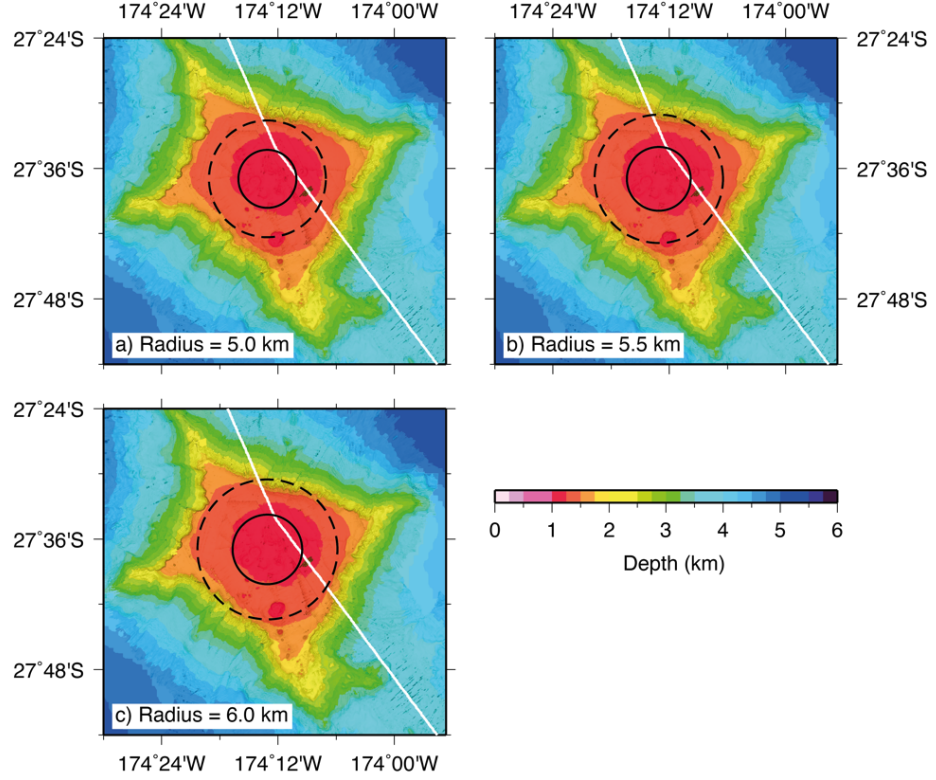 174˚24'W 174˚12'W 174˚00'W 174˚24'W 174˚12'W 174˚00'W
27˚24'S 27˚24'S
27˚36'S 27˚36'S
27˚48'S 27˚48'S
a) Radius = 5.0 km b) Radius = 5.5 km
27˚24'S
27˚36'S
0 1 2 3 4 5 6
Depth (km)
27˚48'S
c) Radius = 6.0 km
174˚24'W 174˚12'W 174˚00'W